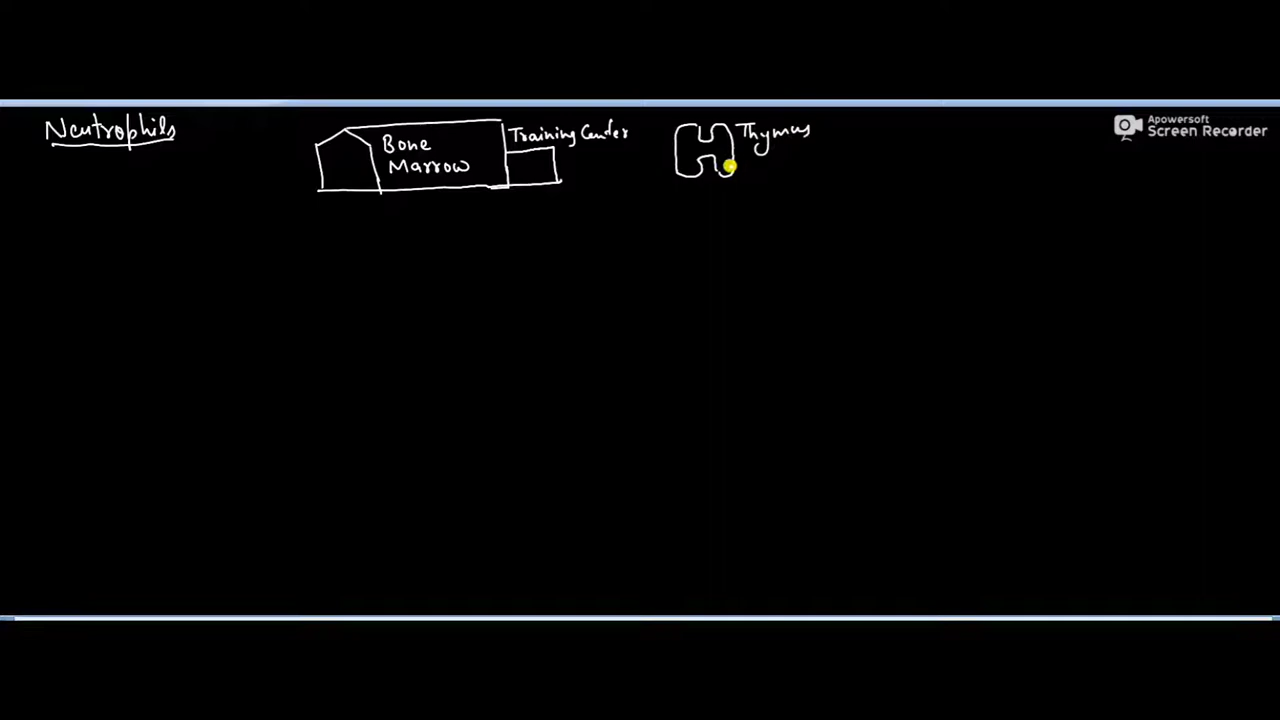 Neutrophils
Bone
Marrow
Training Center
Thymus
Apowersoft
Screen Recorder